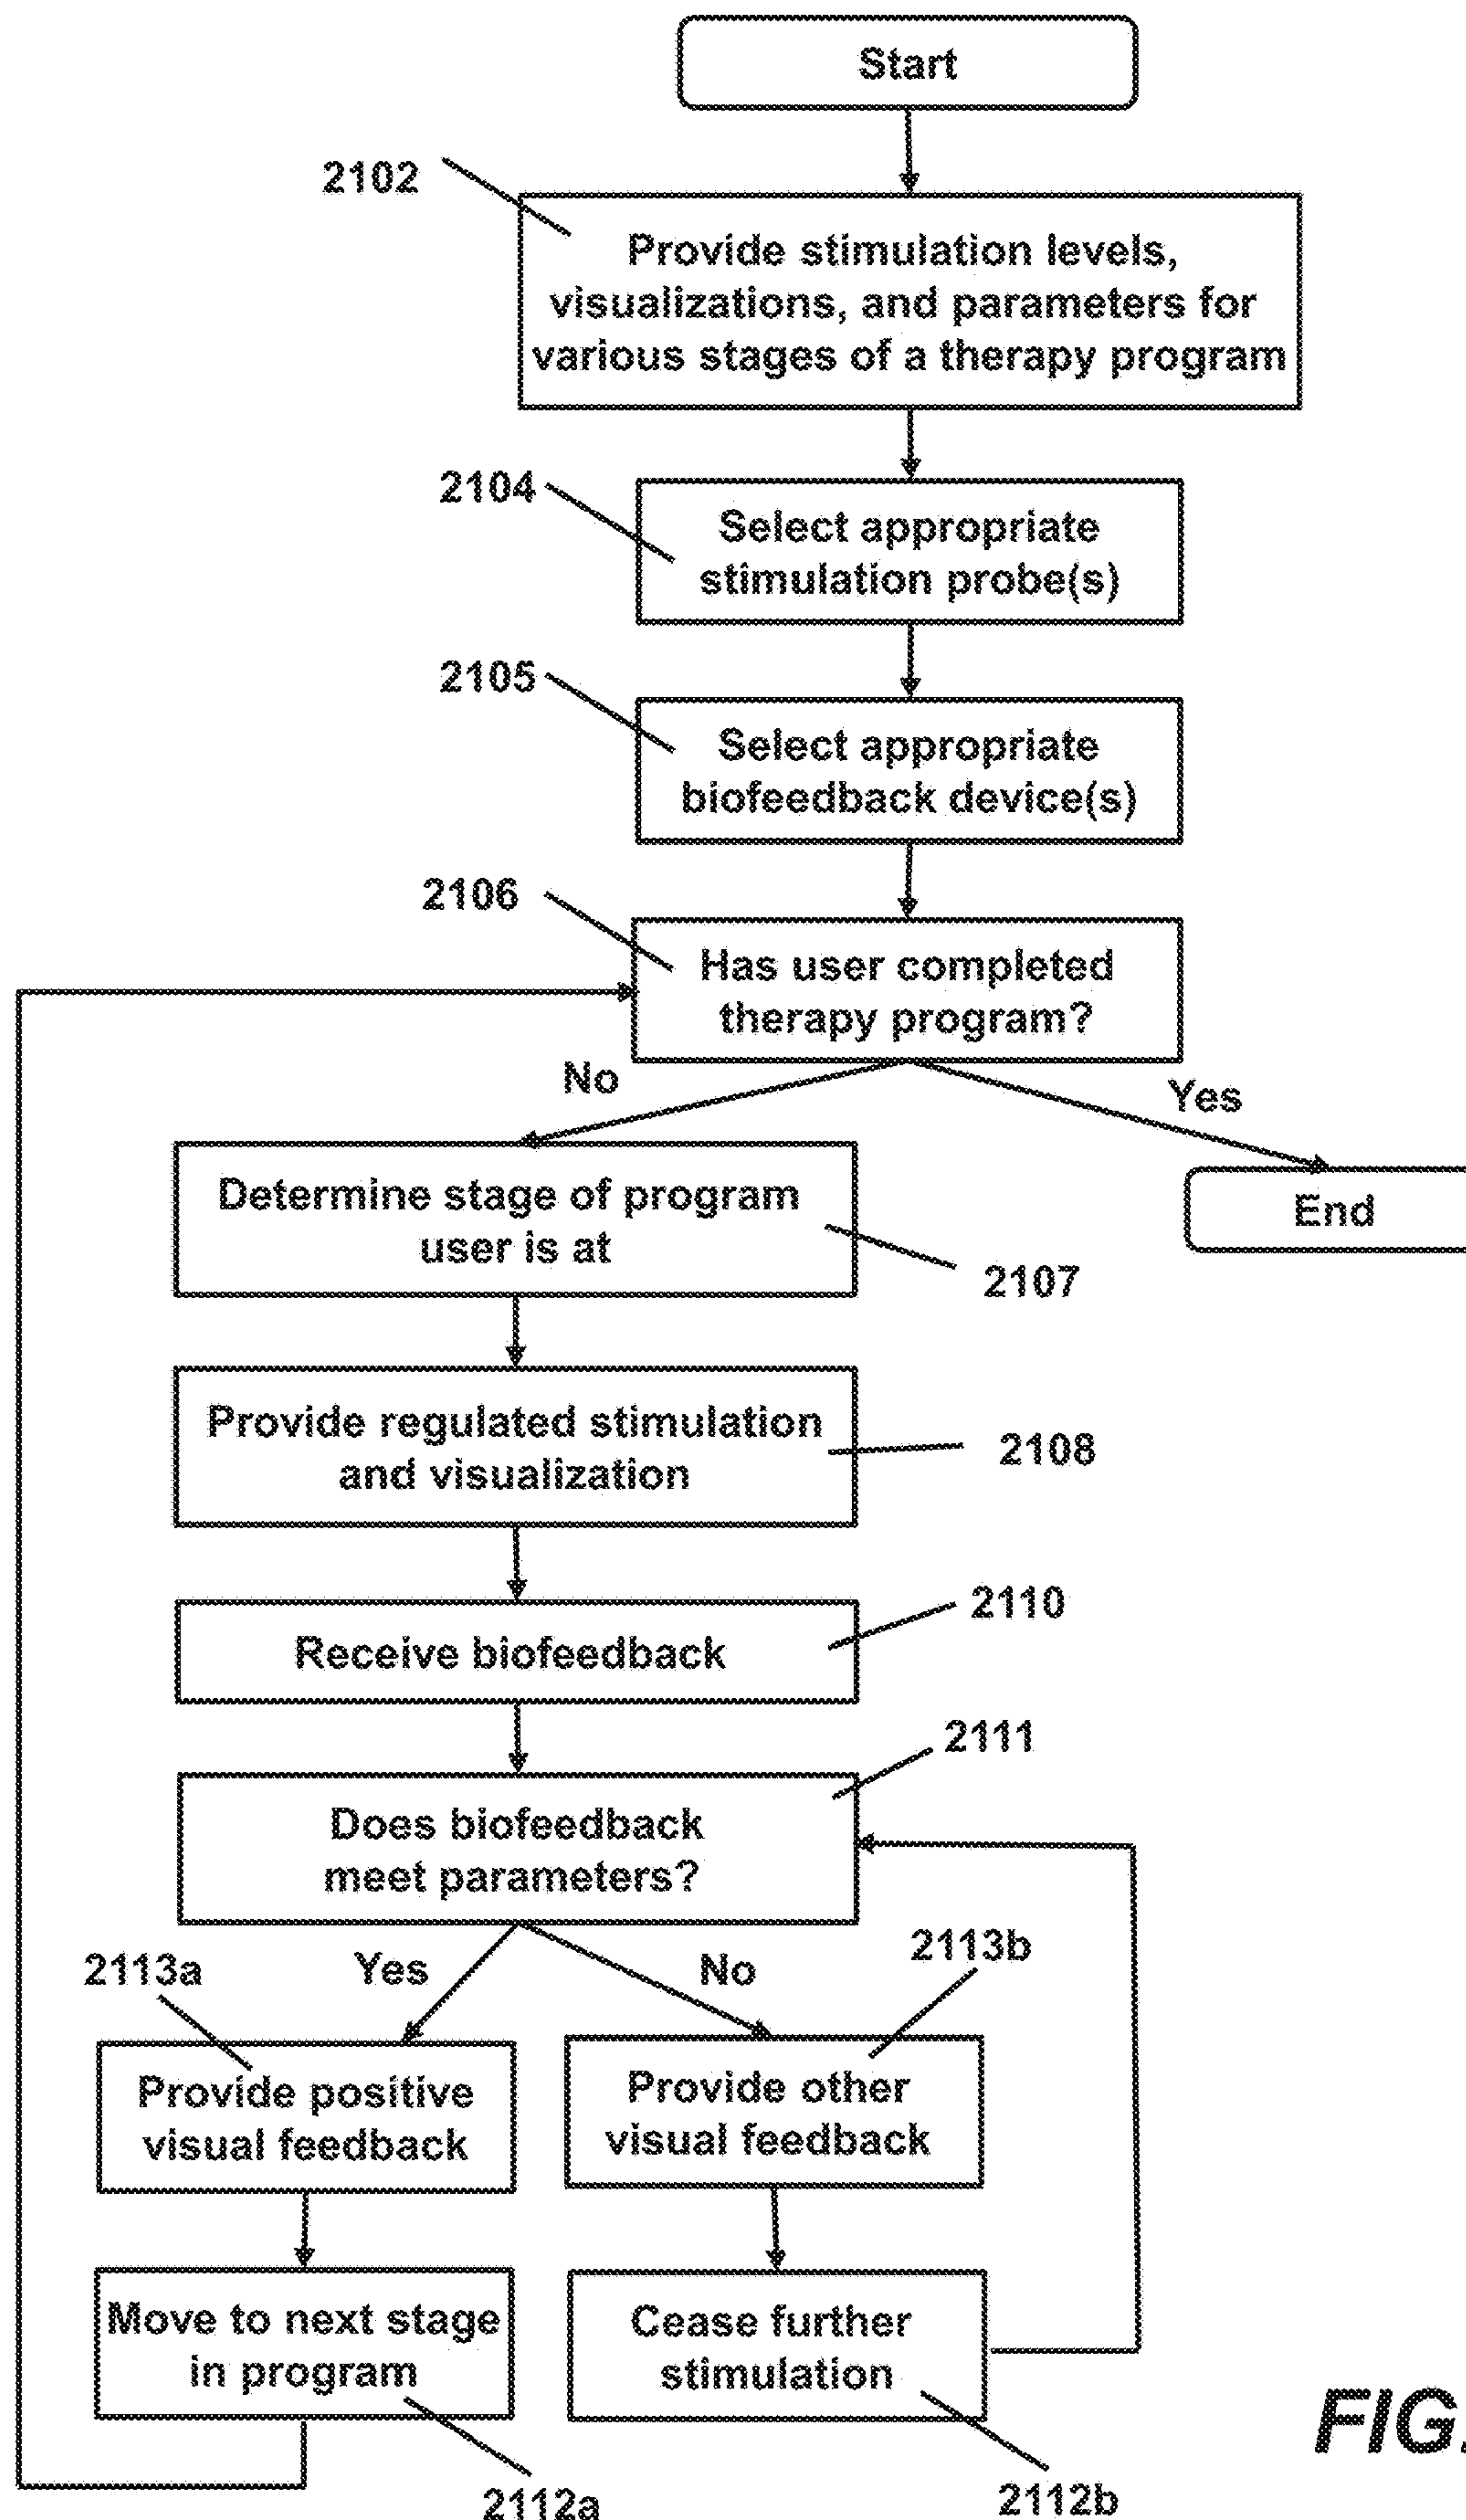 Start
2102
Provide stimulation levels,
visualizations, and parameters for
various stages of a therapy program
2104
Select appropriate
stimulation probe(s)
2105
Select appropriate
biofeedback device(s)
2106
Has user completed
therapy program?
No
Yes
Determine stage of program
user is at
End
2107
Provide regulated stimulation
and visualization
2108
2110
Receive biofeedback
2111
Does biofeedback
meet parameters?
2113a
Yes
No
2113b
Provide positive
visual feedback
Provide other
visual feedback
Move to next stage
in program
Cease further
stimulation
FIG.
2112a
2112b